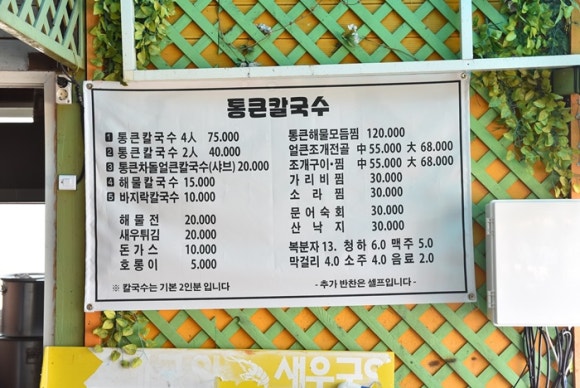 통큰칼국수
1 통큰칼국수 4人 75.000
2 통큰칼국수 2人 40.000
3 통큰차돌얼큰칼국수(샤브) 20.000
4 해물칼국수 15.000
5 바지락칼국수 10.000
해물전 20.000
새우튀김 20.000
돈가스 10.000
호롱이 5.000
※ 칼국수는 기본 2인분 입니다
통큰해물모듬찜 120.000
얼큰조개전골 中 55.000 大 68.000
조개구이·찜 中 55.000 大 68.000
가리비찜 30.000
소라찜 30.000
문어숙회 30.000
산낙지 30.000
복분자 13. 청하 6.0 맥주 5.0
막걸리 4.0 소주 4.0 음료 2.0
- 추가 반찬은 셀프입니다 -
새우구이